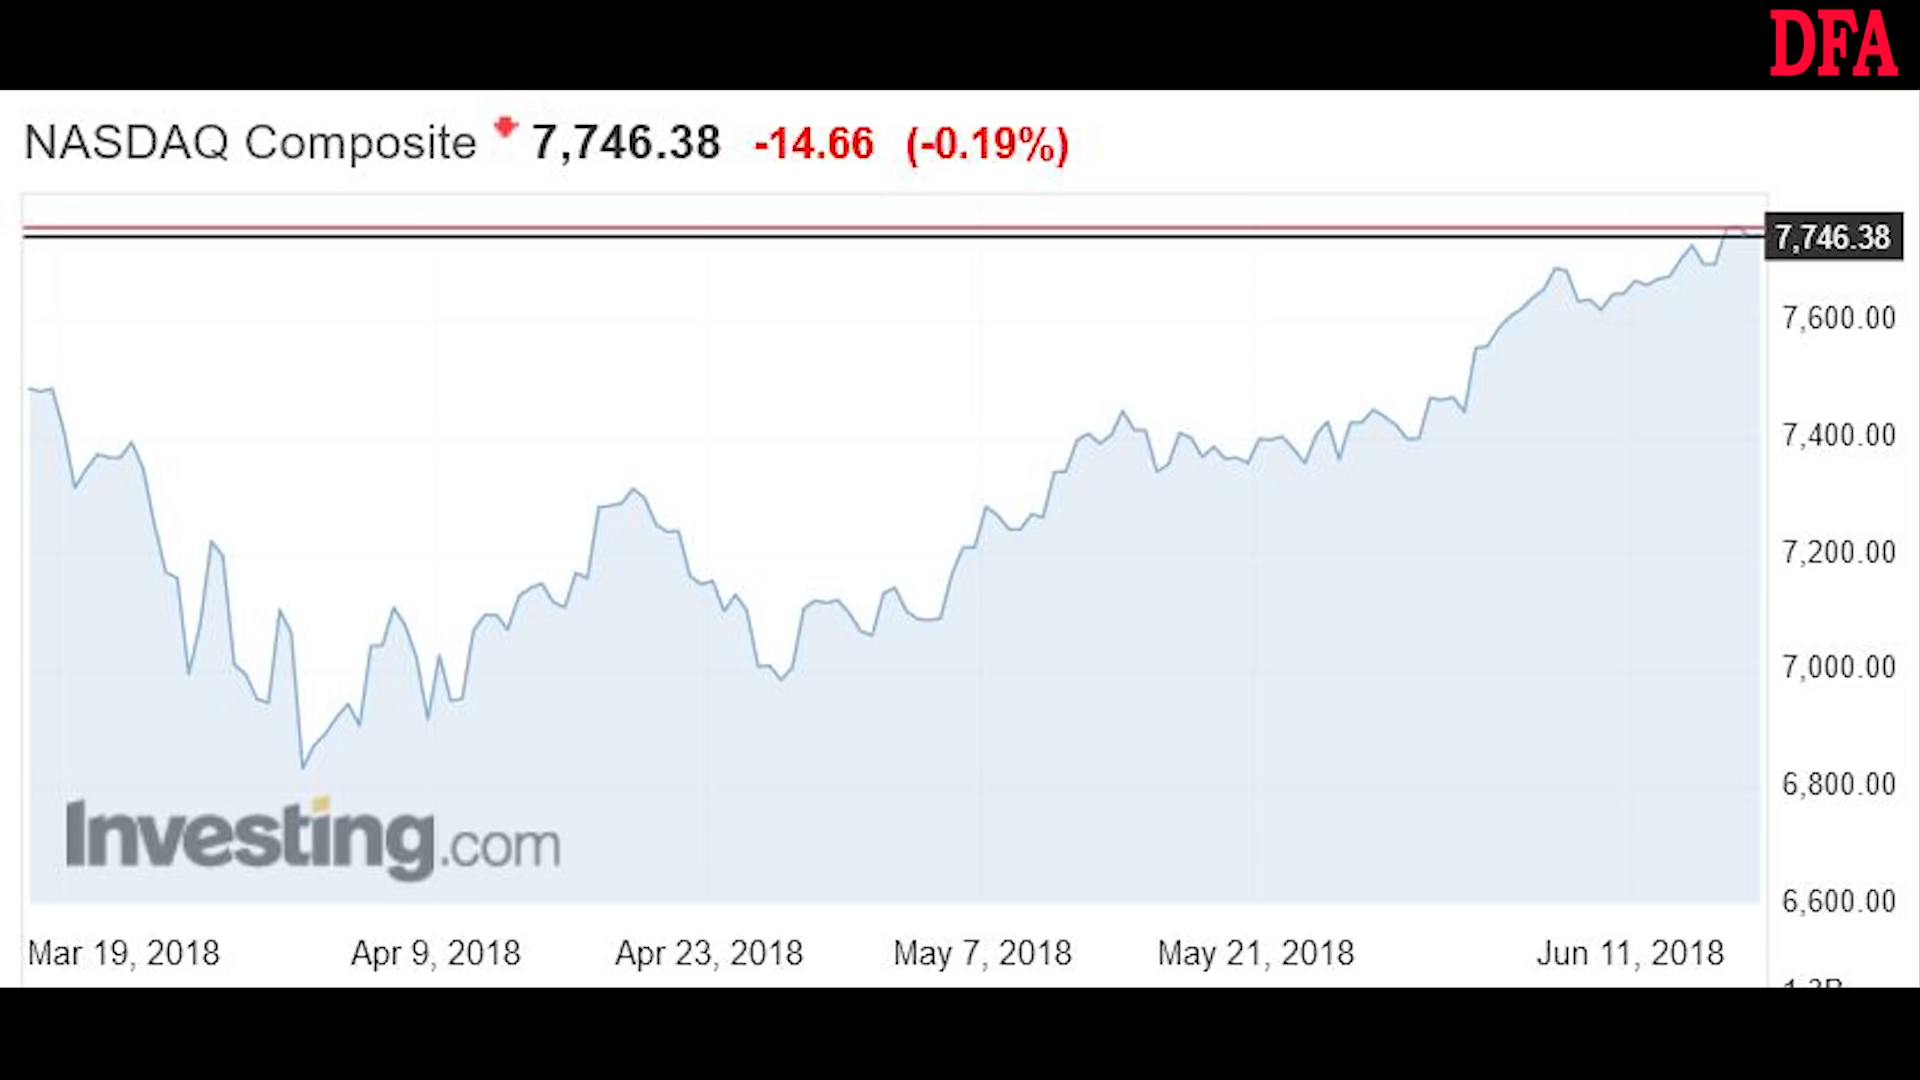 DFA
NASDAQ Composite 7,746.38 -14.66 (-0.19%)
7,746.38
7,600.00
7,400.00
7,200.00
7,000.00
6,800.00
6,600.00
Investing.com
Mar 19, 2018 Apr 9, 2018 Apr 23, 2018 May 7, 2018 May 21, 2018 Jun 11, 2018